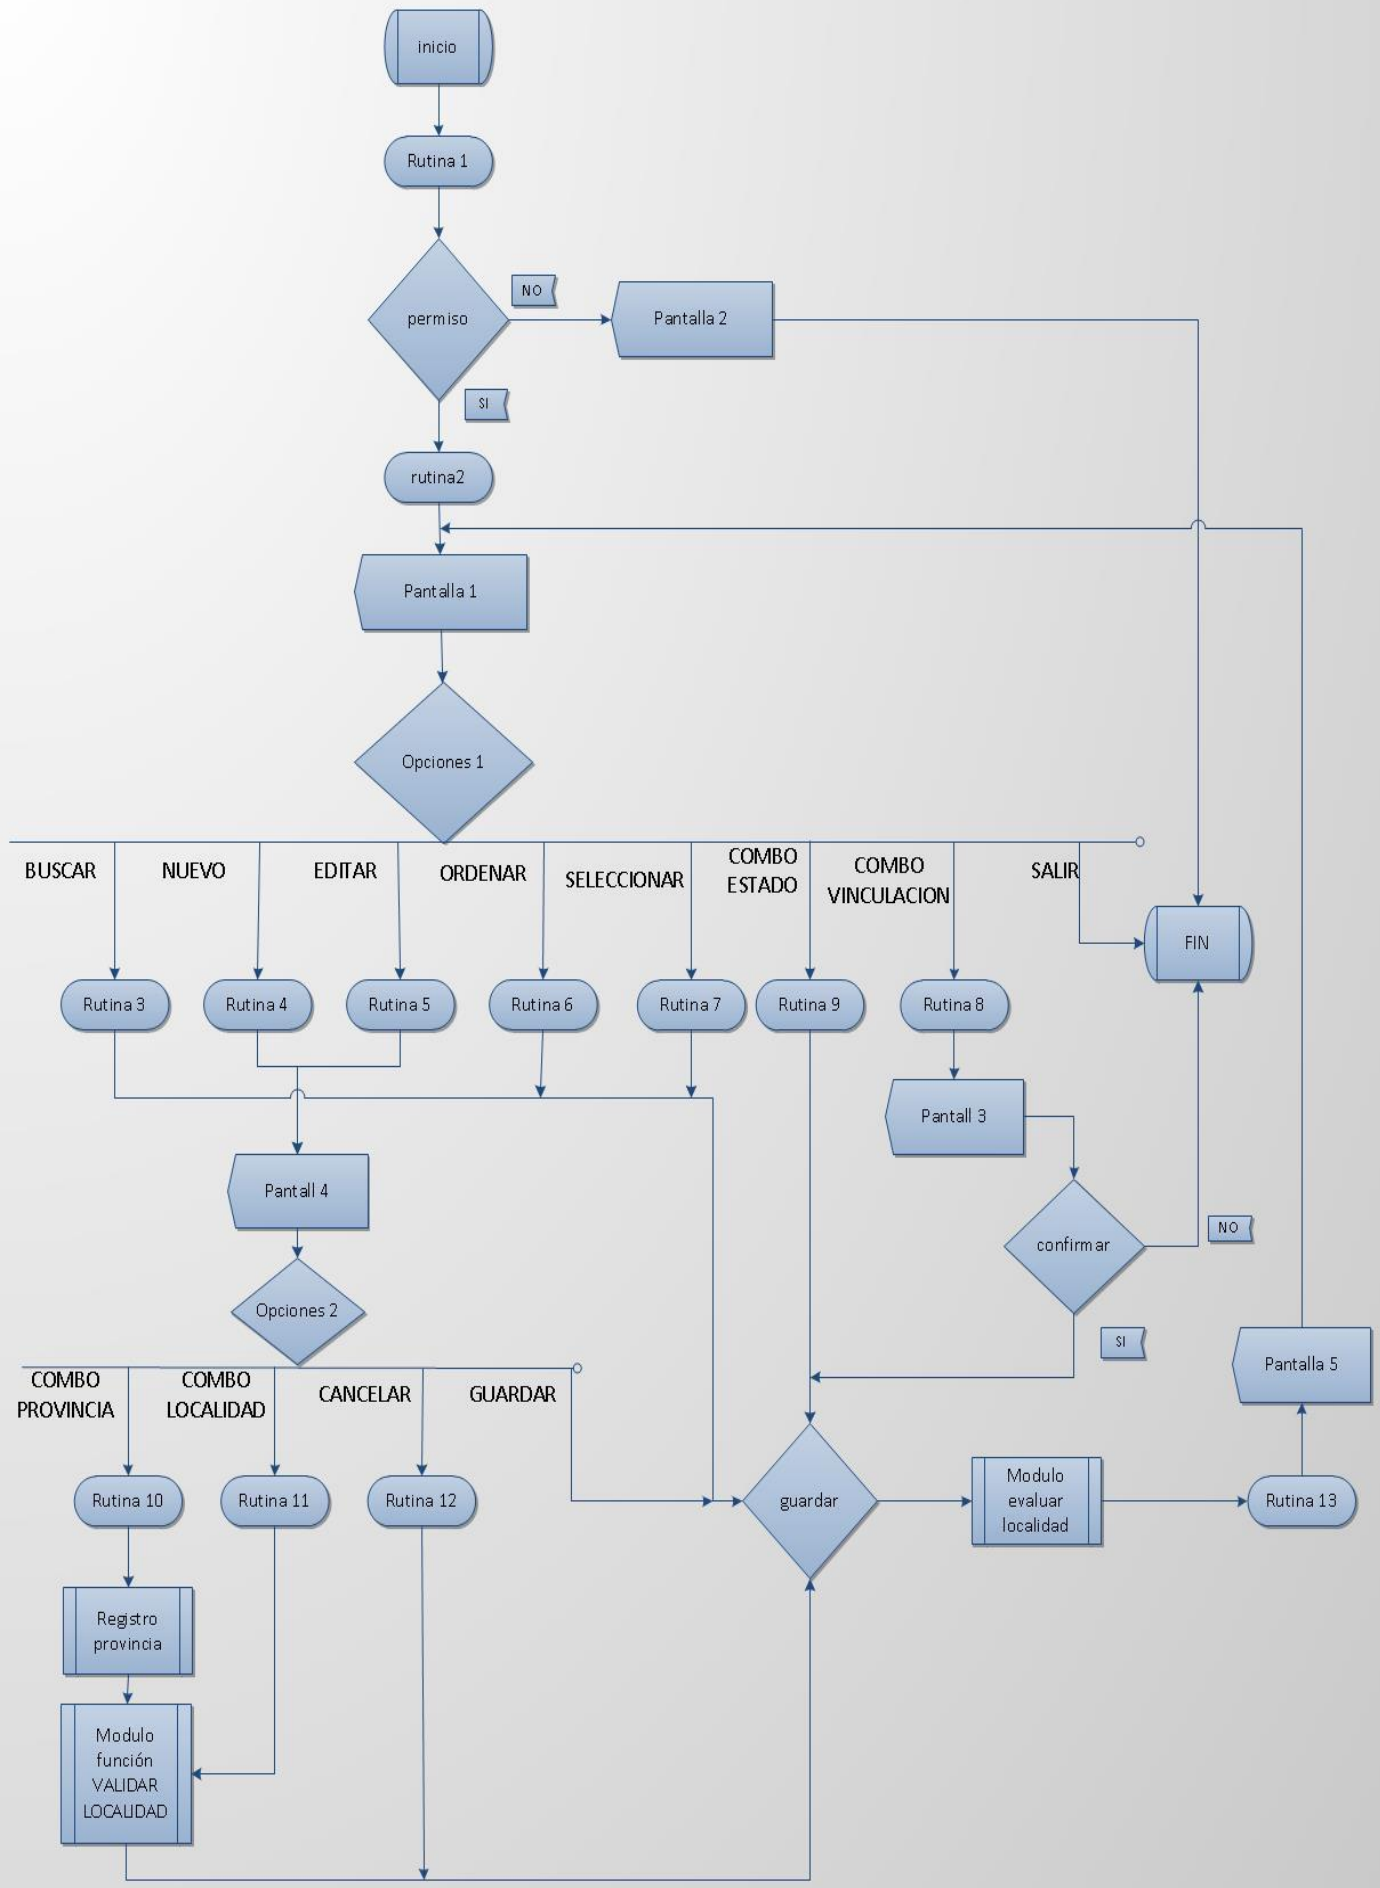 inicio
Rutina 1
permiso
NO
Pantalla 2
SI
rutina2
Pantalla 1
Opciones 1
BUSCAR
NUEVO
EDITAR
ORDENAR
SELECCIONAR
COMBO
ESTADO
COMBO
VINCULACION
SALIR
FIN
Rutina 3
Rutina 4
Rutina 5
Rutina 6
Rutina 7
Rutina 9
Rutina 8
Pantall 3
Pantall 4
confirmar
NO
SI
Opciones 2
Pantalla 5
COMBO
PROVINCIA
COMBO
LOCALIDAD
CANCELAR
GUARDAR
Rutina 10
Rutina 11
Rutina 12
guardar
Modulo
evaluar
localidad
Rutina 13
Registro
provincia
Modulo
función
VALIDAR
LOCALIDAD